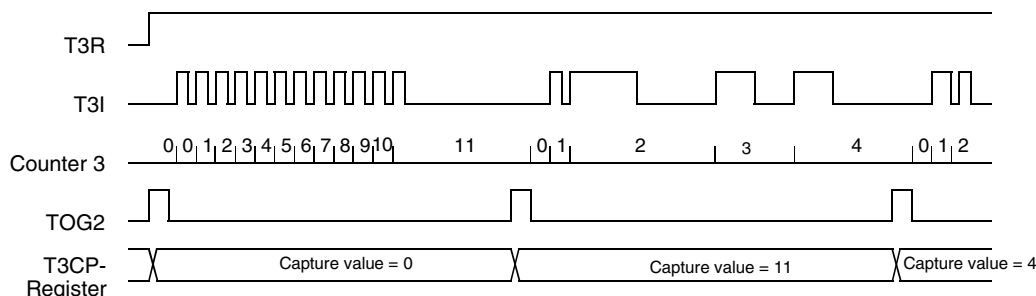 T3R
T3I
Counter 3 0 0 1 2 3 4 5 6 7 8 9 10 11 0 1 2 3 4 0 1 2
TOG2
T3CP-
Register
Capture value = 0
Capture value = 11
Capture value = 4